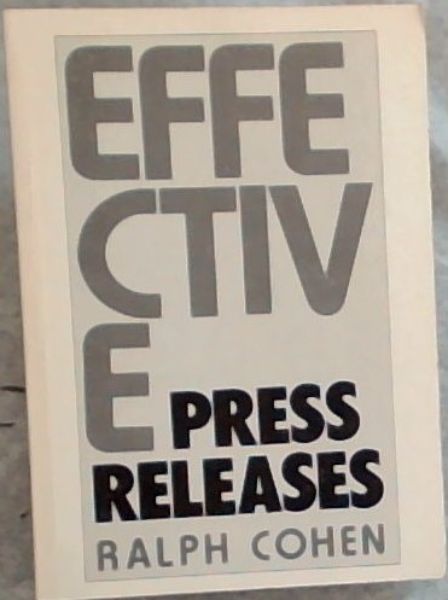 EFFE
CTIV
E PRESS
RELEASES
RALPH COHEN